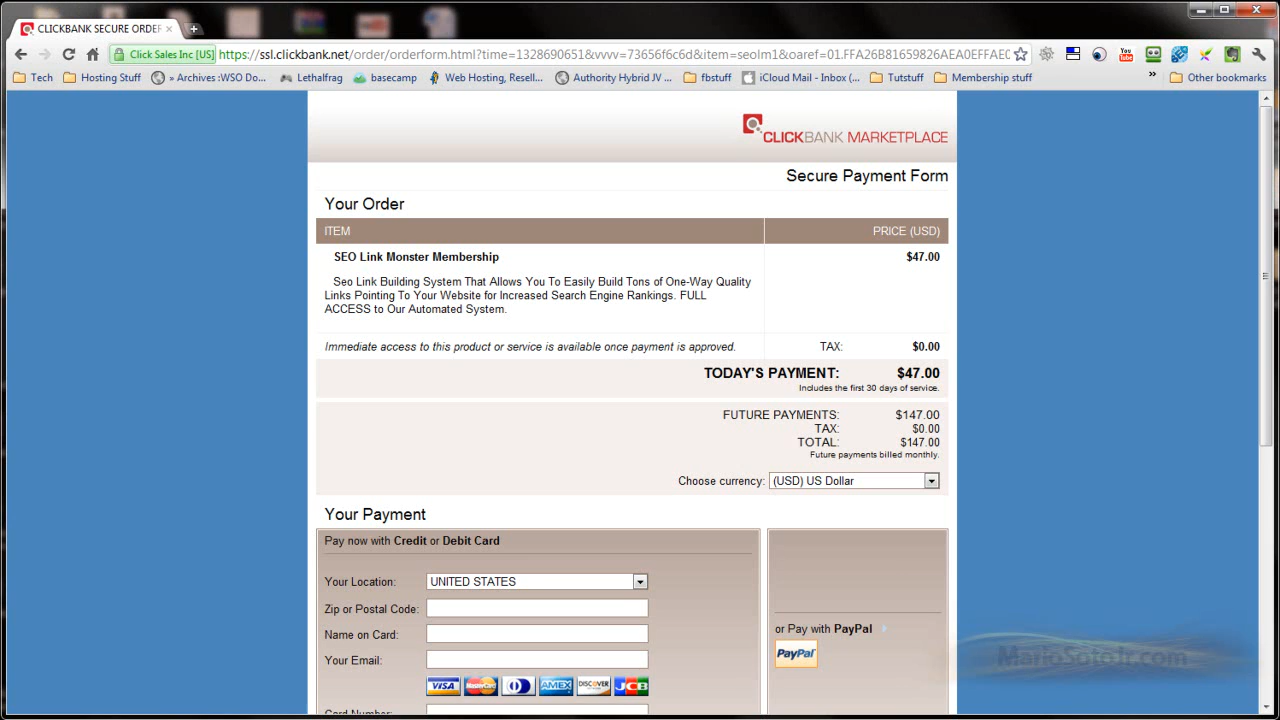 CLICKBANK SECURE ORDER
Click Sales Inc [US]
https://ssl.clickbank.net/order/orderform.html?time=1328690651&vvvv=73656f6c6d&item=seolm1&oaref=01.FFA26B81659826AEA0EFFAE0
Tech
Hosting Stuff
» Archives :WSO Do...
Lethalfrag
basecamp
Web Hosting, Resell...
Authority Hybrid JV ...
fbstuff
iCloud Mail - Inbox (...
Tutstuff
Membership stuff
»
Other bookmarks
CLICKBANK MARKETPLACE
Secure Payment Form
Your Order
ITEM PRICE (USD)
SEO Link Monster Membership $47.00
Seo Link Building System That Allows You To Easily Build Tons of One-Way Quality
Links Pointing To Your Website for Increased Search Engine Rankings. FULL
ACCESS to Our Automated System.
Immediate access to this product or service is available once payment is approved. TAX: $0.00
TODAY'S PAYMENT: $47.00
Includes the first 30 days of service.
FUTURE PAYMENTS: $147.00
TAX: $0.00
TOTAL: $147.00
Future payments billed monthly.
Choose currency: (USD) US Dollar
Your Payment
Pay now with Credit or Debit Card
Your Location: UNITED STATES
Zip or Postal Code:
Name on Card:
Your Email:
VISA MasterCard AMEX DISCOVER JCB
Card Number:
or Pay with PayPal
PayPal
MarioSotoJr.com